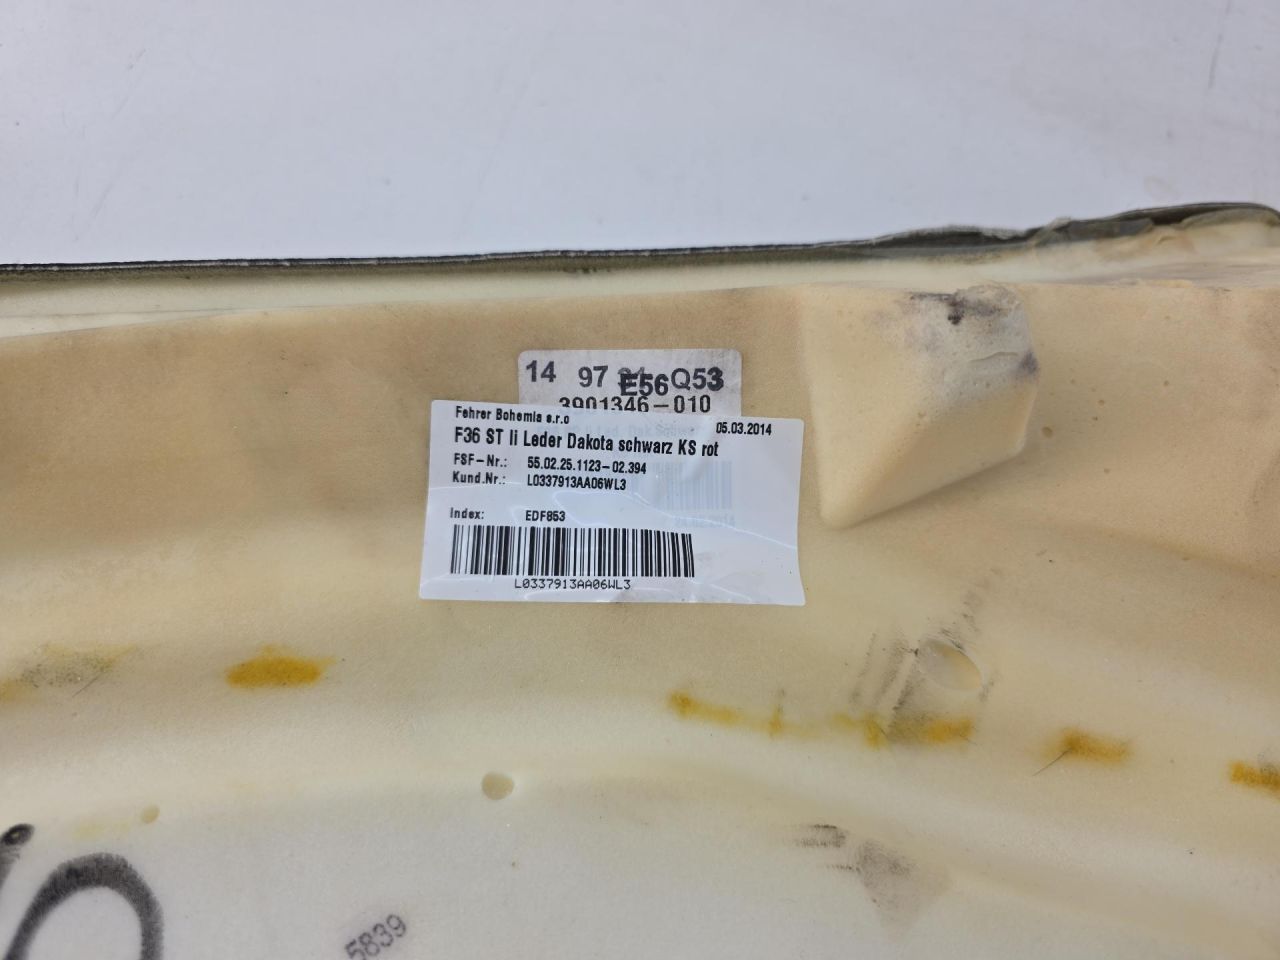 14 97 E56 Q53
3901346-010
Fehrer Bohemia s.r.o
05.03.2014
F36 ST li Leder Dakota schwarz KS rot
FSF-Nr.: 55.02.25.1123-02.394
Kund.Nr.: L0337913AA06WL3
Index: EDF853
L0337913AA06WL3
5839